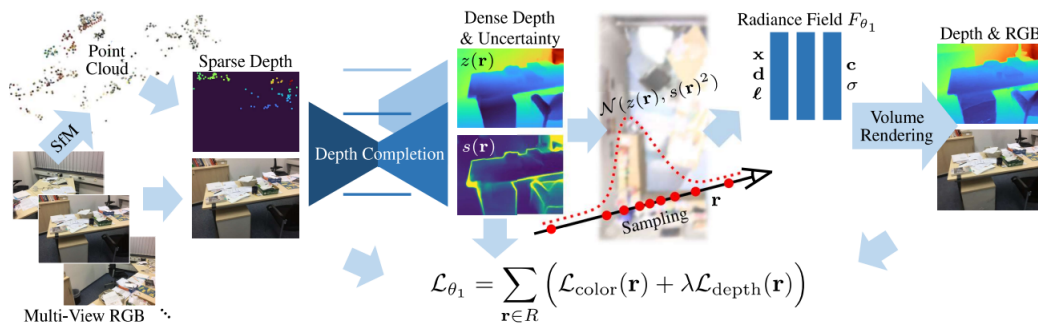 Point
Cloud
SfM
Multi-View RGB
Sparse Depth
Depth Completion
Dense Depth
& Uncertainty
z(𝐫)
s(𝐫)
𝒩(z(𝐫), s(𝐫)²)
Sampling
𝐫
Radiance Field F_θ₁
𝐱
𝐝
ℓ
𝐜
σ
Volume
Rendering
Depth & RGB
ℒ_θ₁ = ∑_{𝐫∈R} (ℒ_color(𝐫) + λℒ_depth(𝐫))